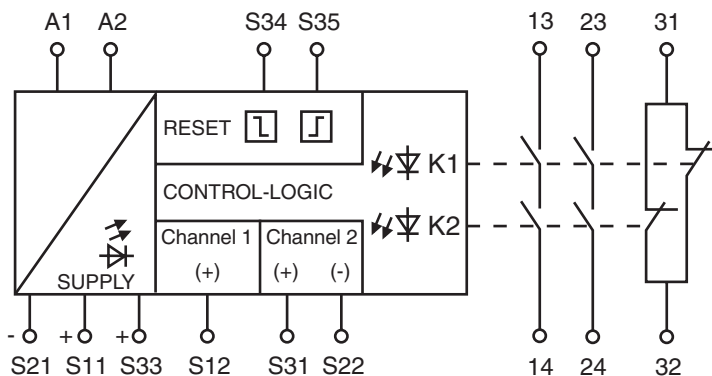 A1 A2 S34 S35 13 23 31
RESET
K1
CONTROL-LOGIC
K2
Channel 1 Channel 2
(+) (+) (-)
SUPPLY
- + +
S21 S11 S33 S12 S31 S22 14 24 32